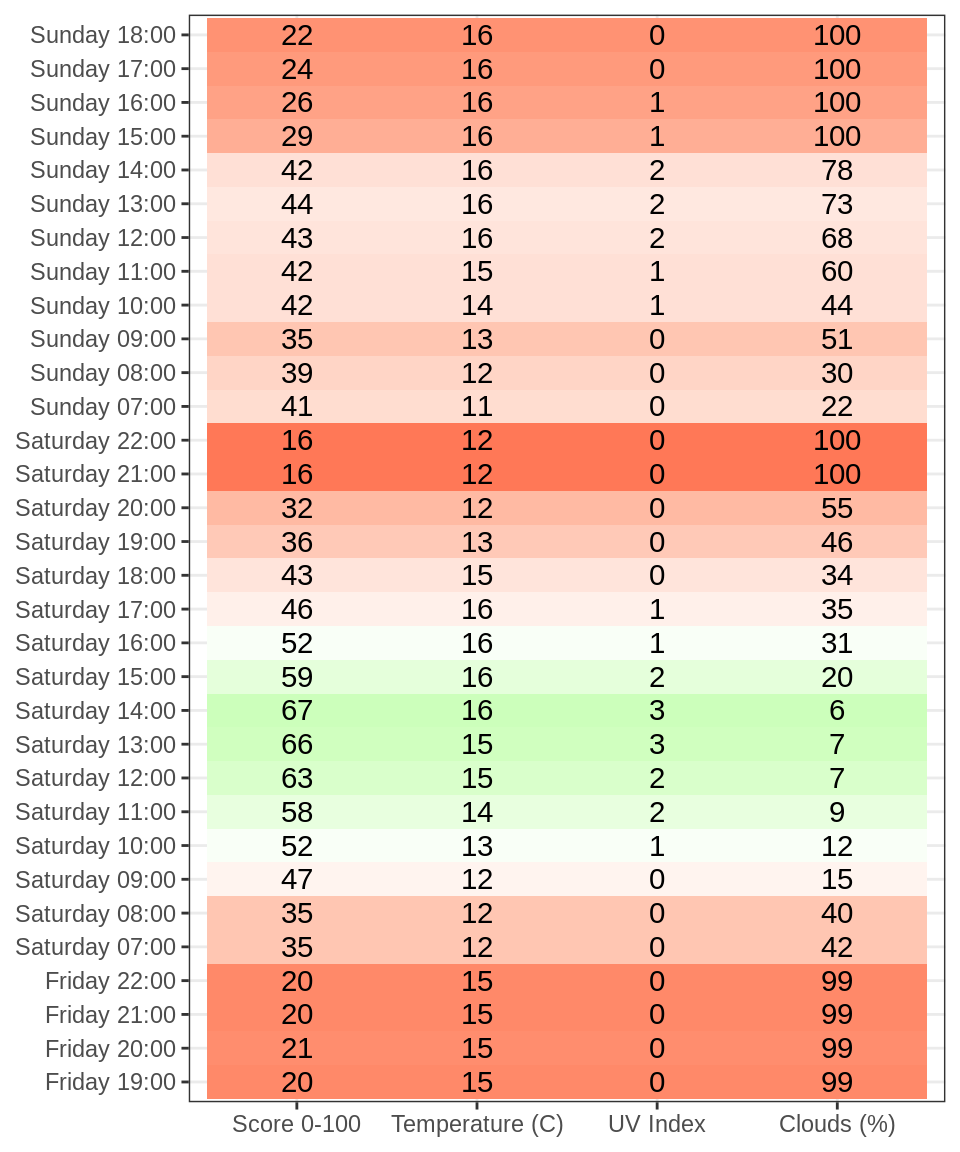 Sunday 18:00 22 16 0 100
Sunday 17:00 24 16 0 100
Sunday 16:00 26 16 1 100
Sunday 15:00 29 16 1 100
Sunday 14:00 42 16 2 78
Sunday 13:00 44 16 2 73
Sunday 12:00 43 16 2 68
Sunday 11:00 42 15 1 60
Sunday 10:00 42 14 1 44
Sunday 09:00 35 13 0 51
Sunday 08:00 39 12 0 30
Sunday 07:00 41 11 0 22
Saturday 22:00 16 12 0 100
Saturday 21:00 16 12 0 100
Saturday 20:00 32 12 0 55
Saturday 19:00 36 13 0 46
Saturday 18:00 43 15 0 34
Saturday 17:00 46 16 1 35
Saturday 16:00 52 16 1 31
Saturday 15:00 59 16 2 20
Saturday 14:00 67 16 3 6
Saturday 13:00 66 15 3 7
Saturday 12:00 63 15 2 7
Saturday 11:00 58 14 2 9
Saturday 10:00 52 13 1 12
Saturday 09:00 47 12 0 15
Saturday 08:00 35 12 0 40
Saturday 07:00 35 12 0 42
Friday 22:00 20 15 0 99
Friday 21:00 20 15 0 99
Friday 20:00 21 15 0 99
Friday 19:00 20 15 0 99
Score 0-100 Temperature (C) UV Index Clouds (%)